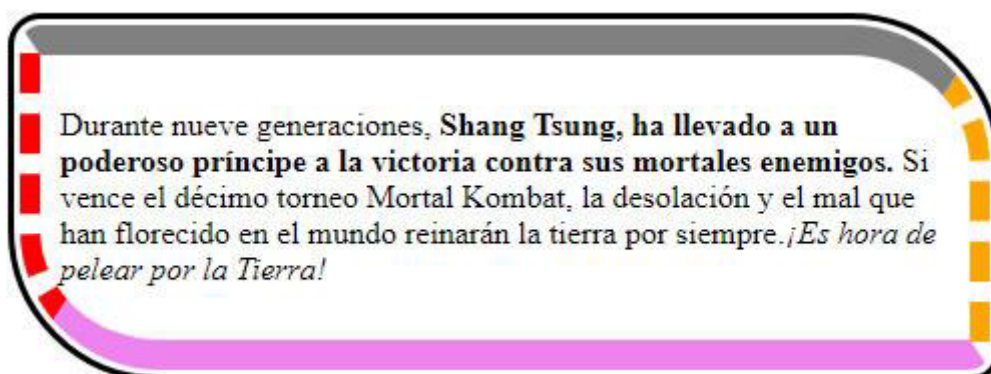 Durante nueve generaciones, Shang Tsung, ha llevado a un
poderoso príncipe a la victoria contra sus mortales enemigos. Si
vence el décimo torneo Mortal Kombat, la desolación y el mal que
han florecido en el mundo reinarán la tierra por siempre.¡Es hora de
pelear por la Tierra!